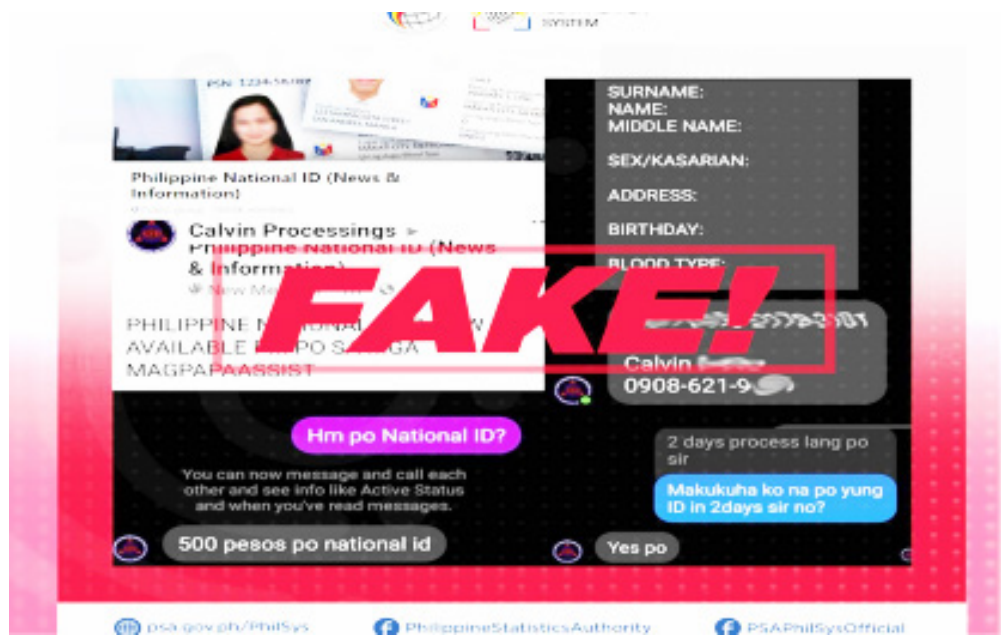 SYSTEM
PSN: 1234-5678
Philippine National ID (News &
Information)
Calvin Processings
Philippine National ID (News
& Information)
PHILIPPINE
AVAILABLE
MAGPAPAASSIST
FAKE!
Hm po National ID?
You can now message and call each
other and see info like Active Status
and when you've read messages.
500 pesos po national id
SURNAME:
NAME:
MIDDLE NAME:
SEX/KASARIAN:
ADDRESS:
BIRTHDAY:
BLOOD TYPE:
Calvin
0908-621-9
2 days process lang po
sir
Makukuha ko na po yung
ID in 2days sir no?
Yes po
psa.gov.ph/PhilSys
PhilippineStatisticsAuthority
PSAPhilSysOfficial